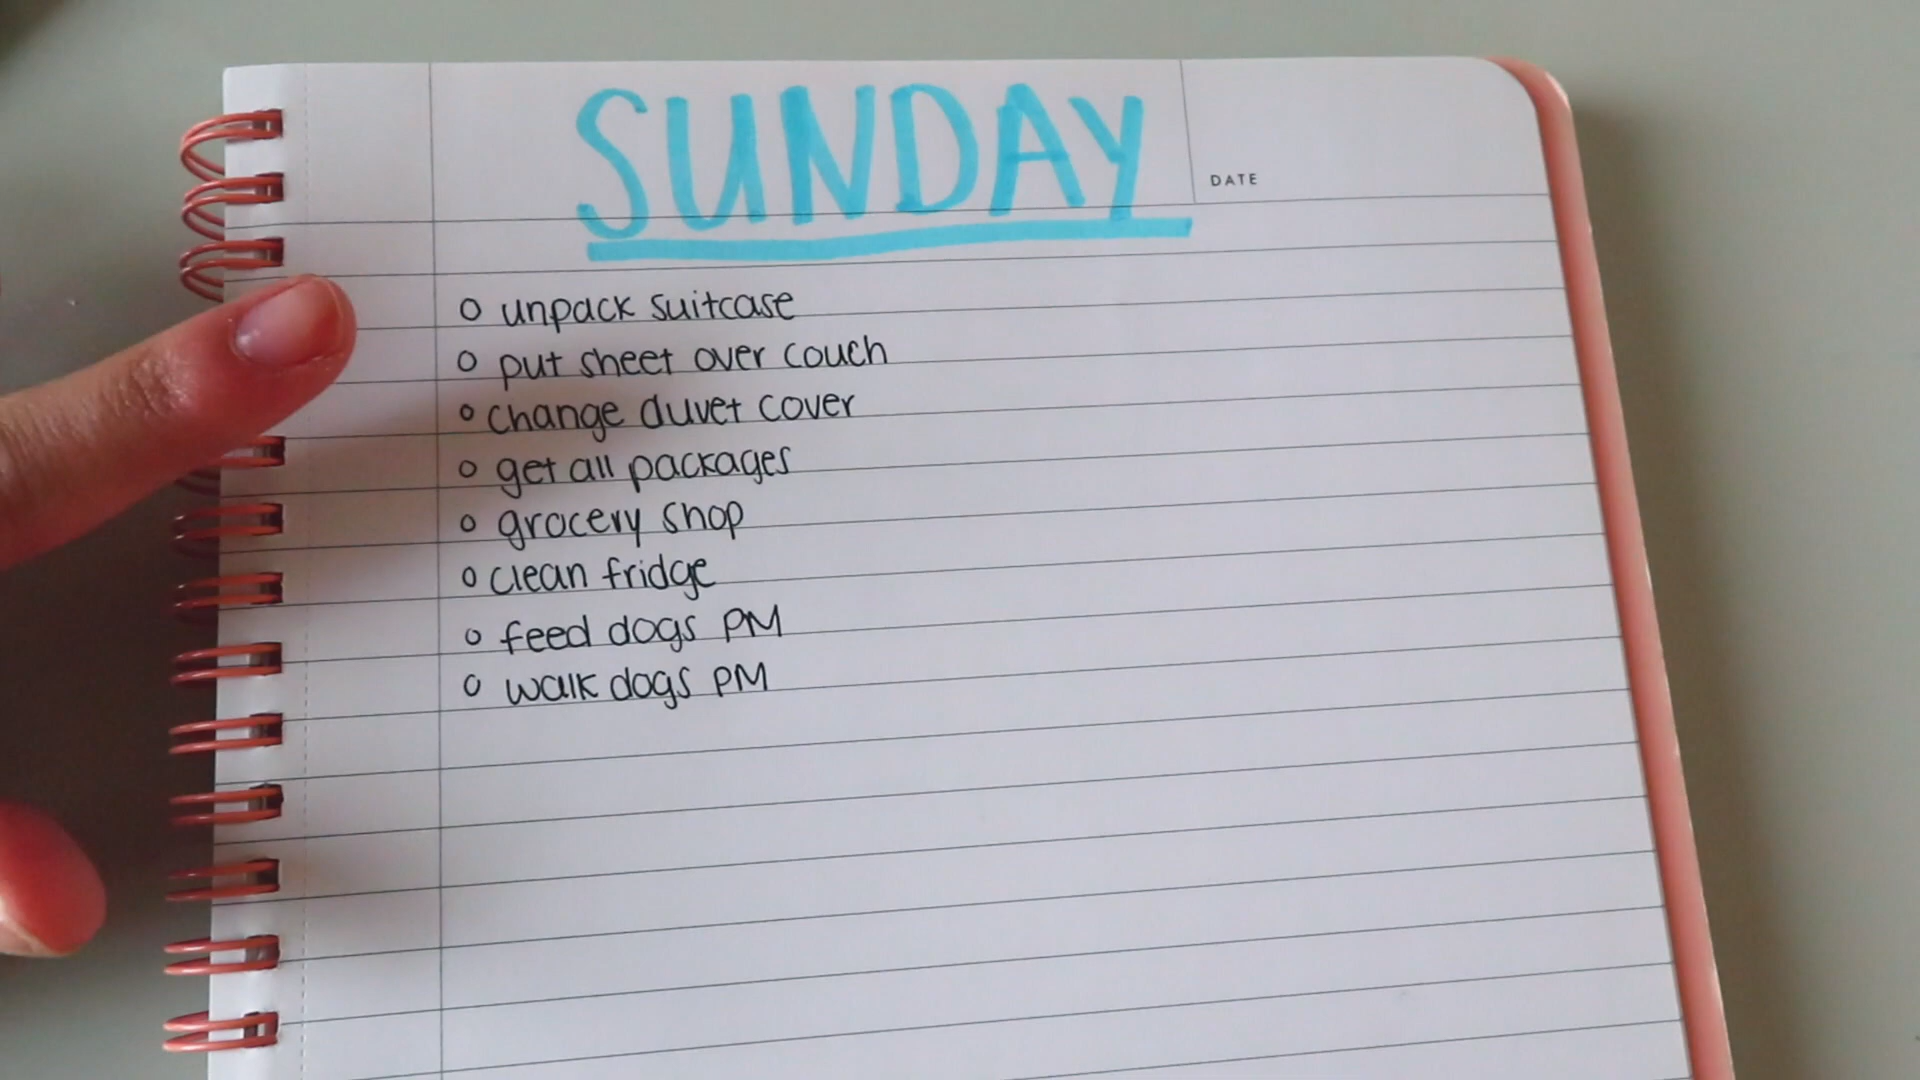 SUNDAY
DATE
o unpack suitcase
o put sheet over couch
o change duvet cover
o get all packages
o grocery shop
o clean fridge
o feed dogs PM
o walk dogs PM